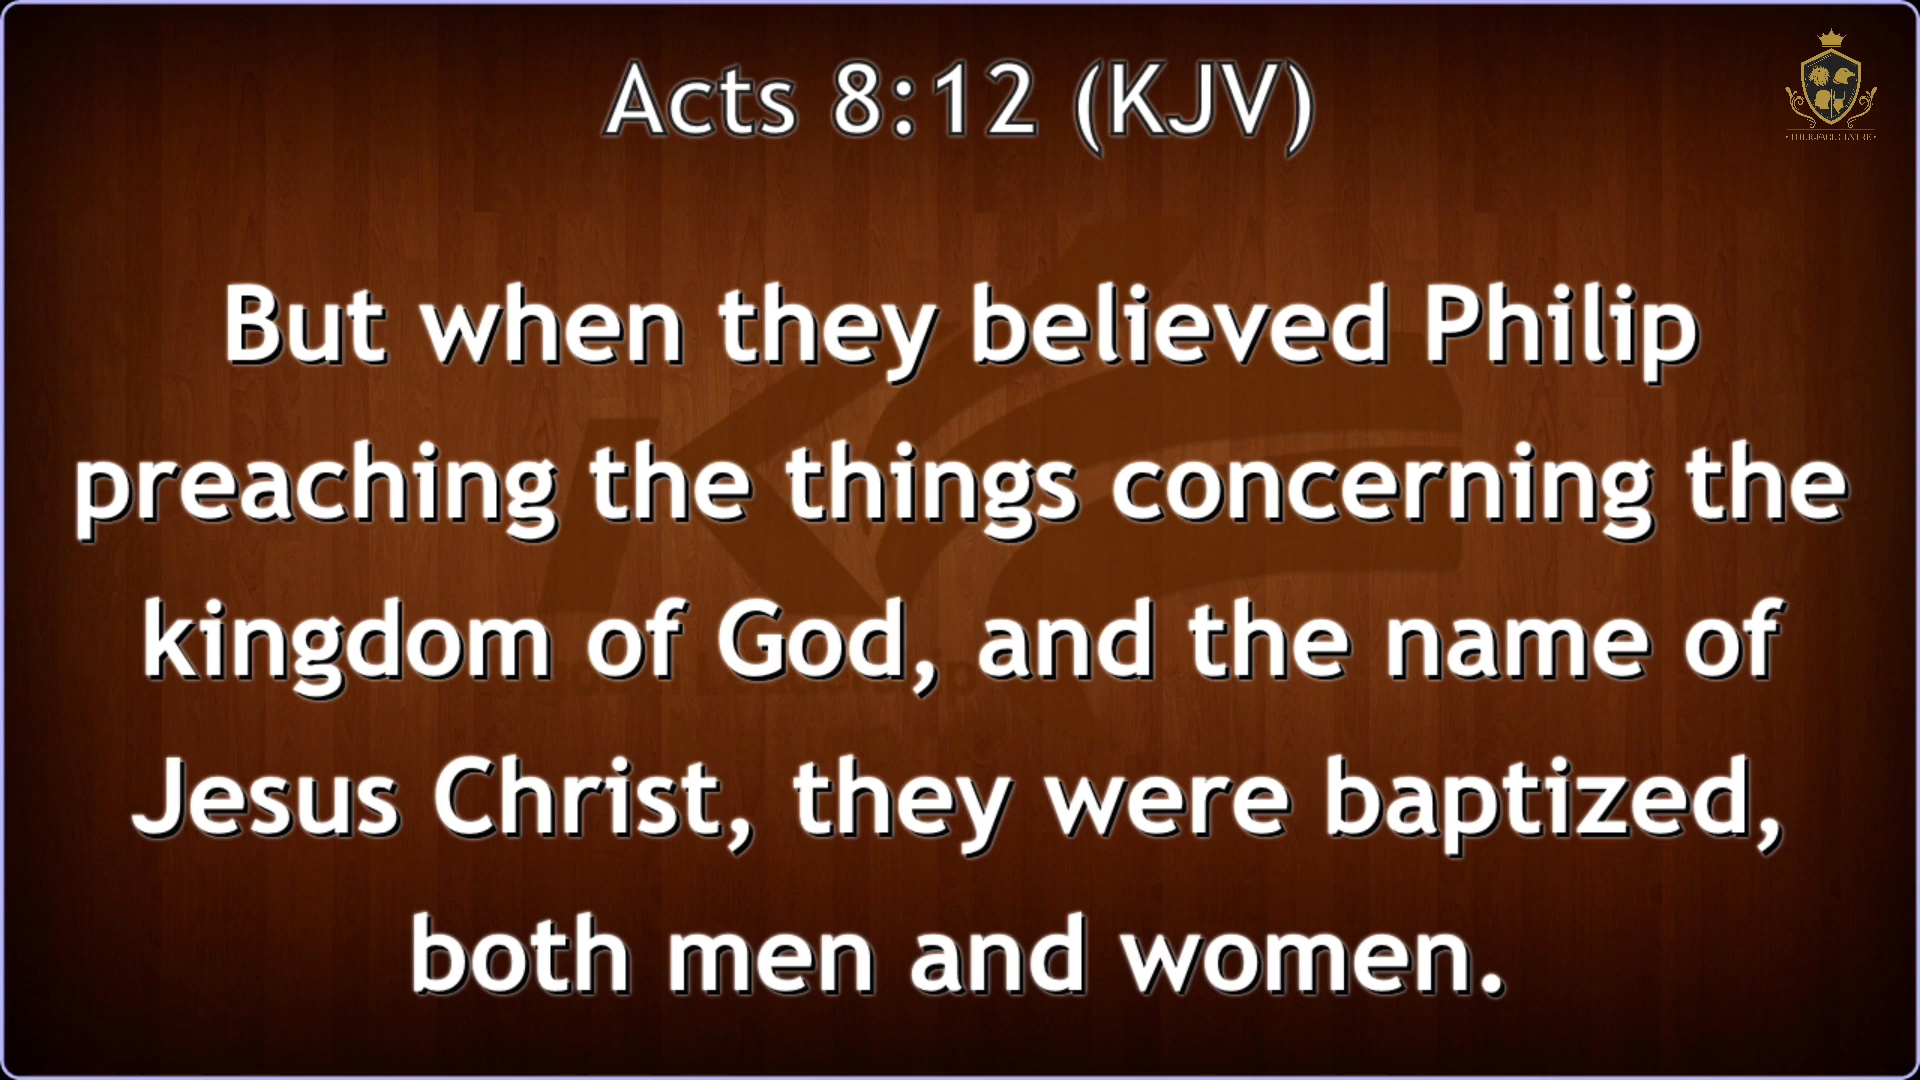 Acts 8:12 (KJV)
But when they believed Philip
preaching the things concerning the
kingdom of God, and the name of
Jesus Christ, they were baptized,
both men and women.